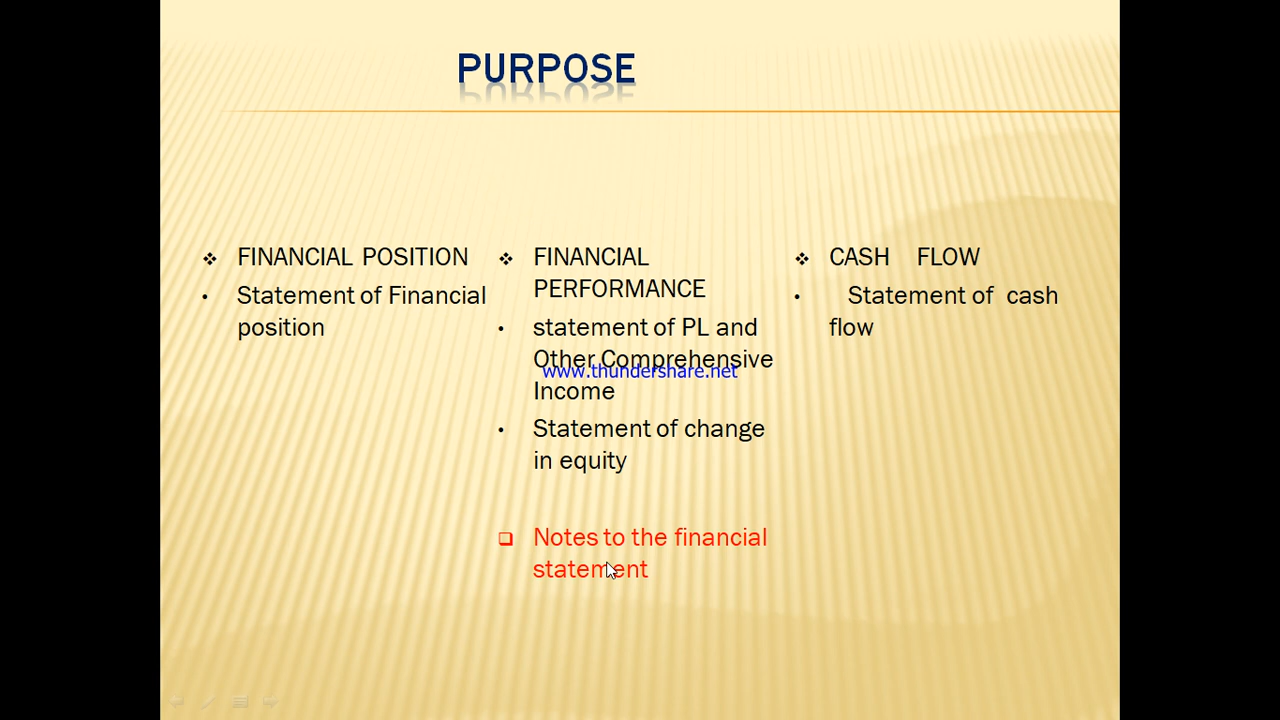 PURPOSE
FINANCIAL POSITION
Statement of Financial
position
FINANCIAL
PERFORMANCE
statement of PL and
Other Comprehensive
Income
Statement of change
in equity
Notes to the financial
statement
CASH FLOW
Statement of cash
flow
www.thundershare.net